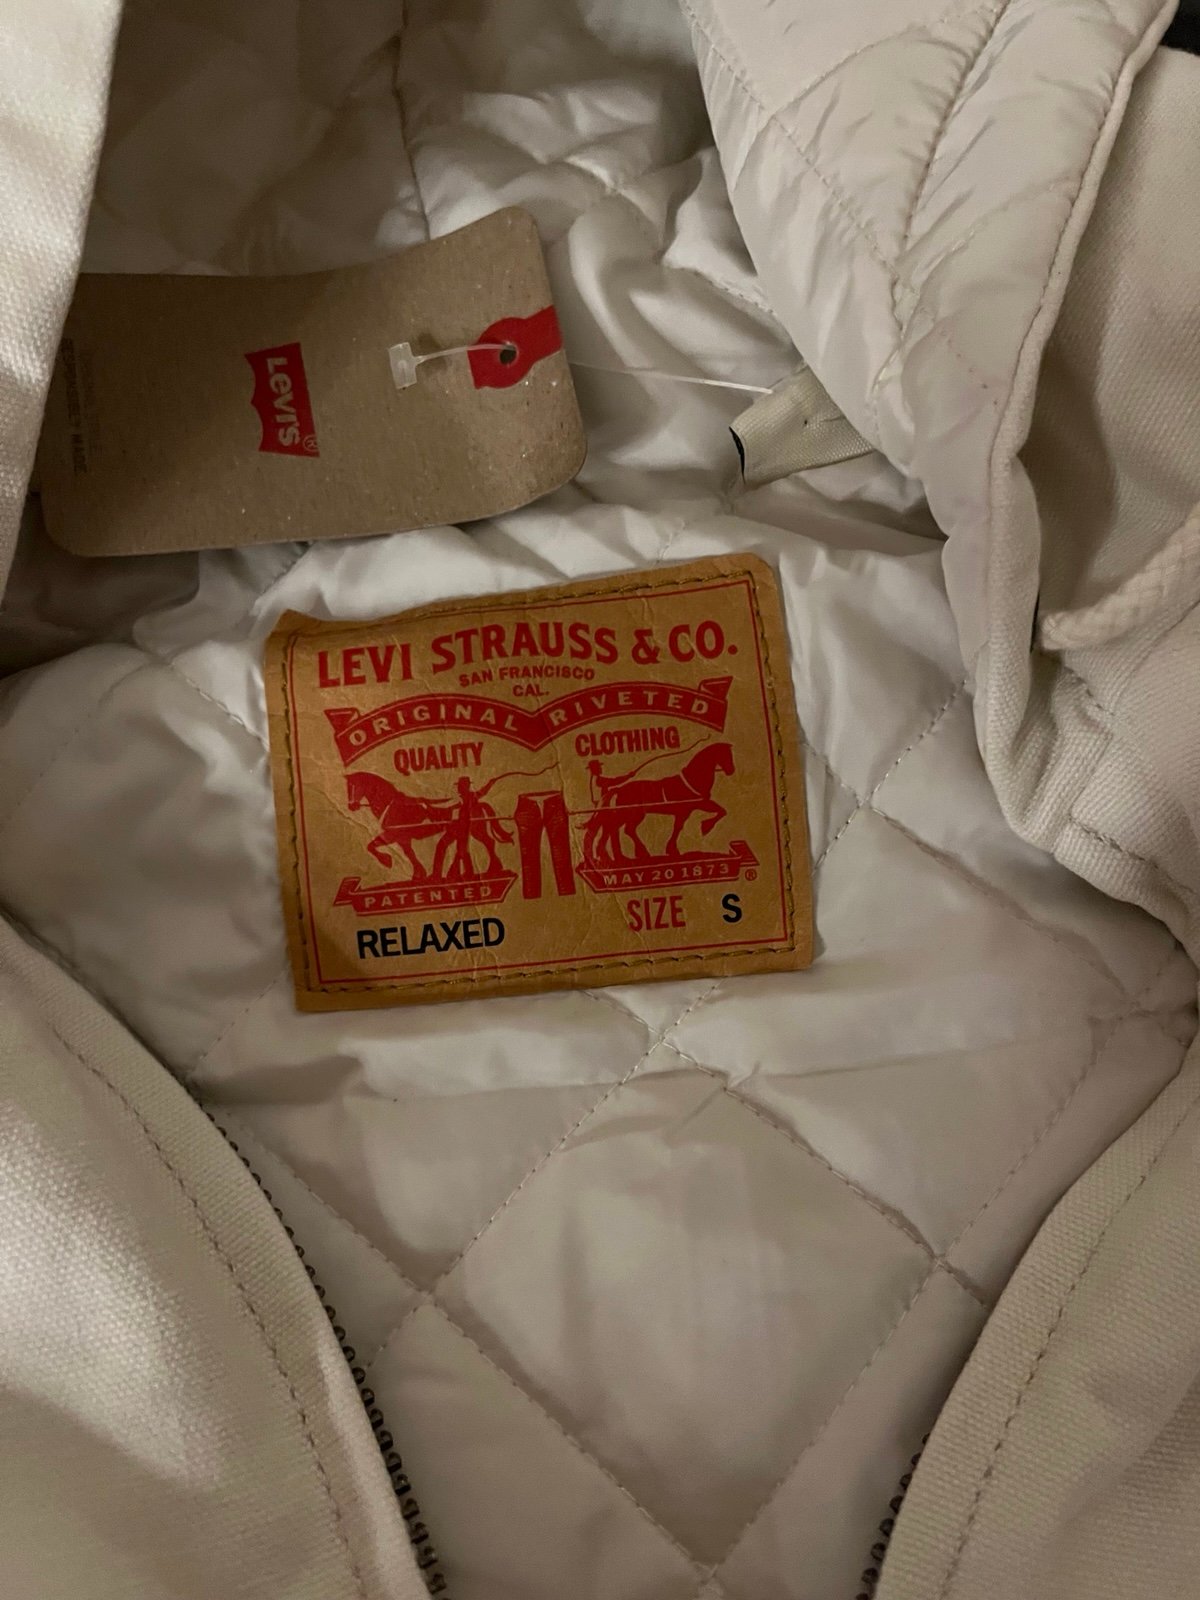 LEVI'S®
LEVI STRAUSS & CO.
SAN FRANCISCO
CAL.
ORIGINAL RIVETED
QUALITY CLOTHING
PATENTED MAY 20 1873 ®
RELAXED SIZE S